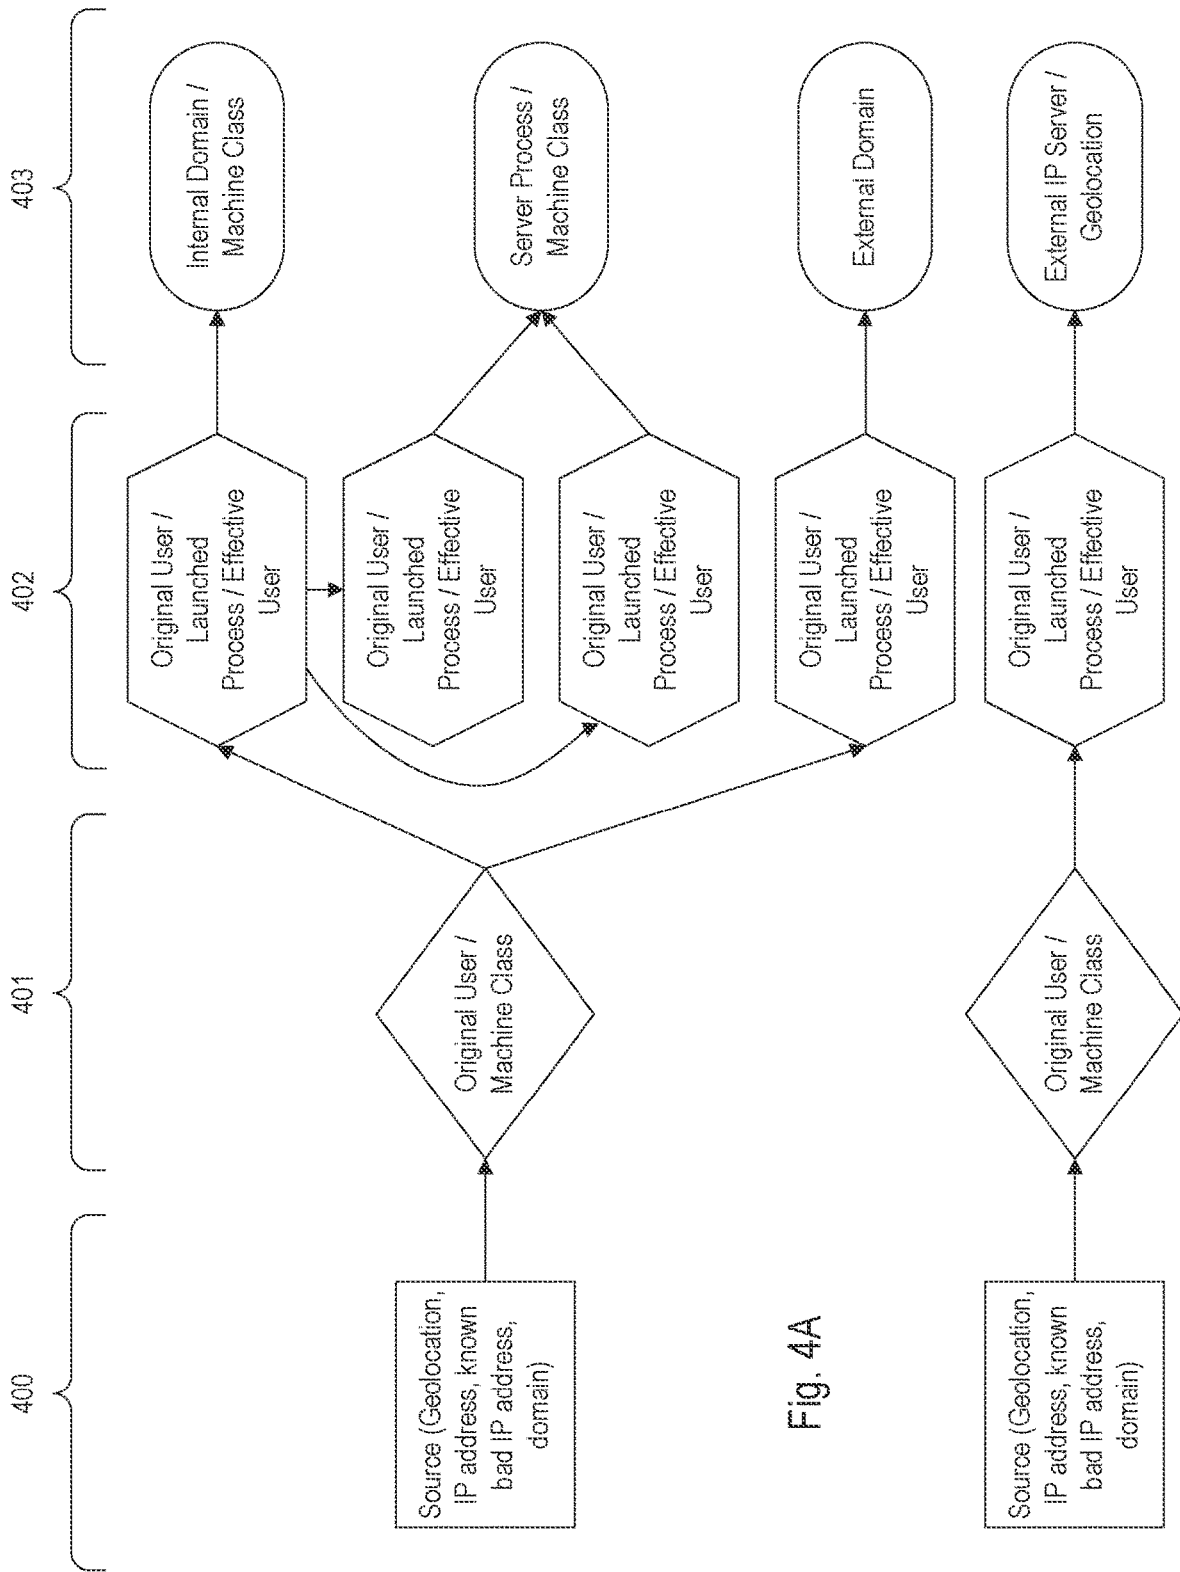 400
401
402
403
Source (Geolocation,
IP address, known
bad IP address,
domain)
Original User /
Machine Class
Original User /
Launched
Process / Effective
User
Internal Domain /
Machine Class
Original User /
Launched
Process / Effective
User
Original User /
Launched
Process / Effective
User
Server Process /
Machine Class
Original User /
Launched
Process / Effective
User
External Domain
Source (Geolocation,
IP address, known
bad IP address,
domain)
Original User /
Machine Class
Original User /
Launched
Process / Effective
User
External IP Server /
Geolocation
Fig. 4A